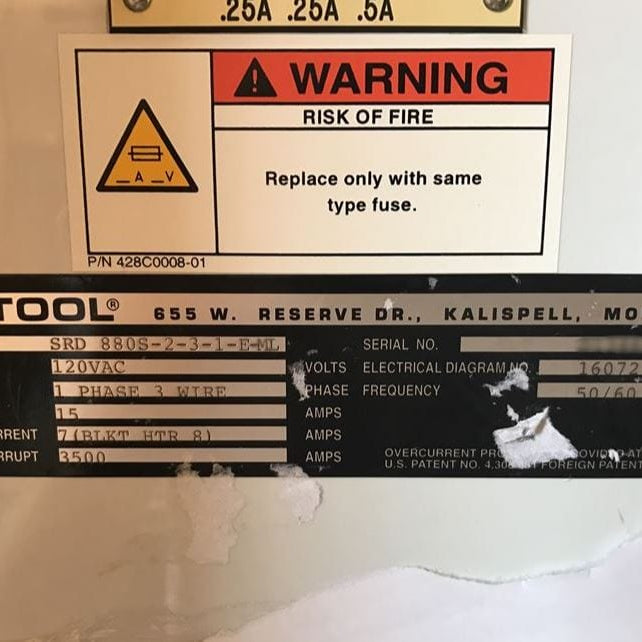 .25A .25A .5A
WARNING
RISK OF FIRE
Replace only with same
type fuse.
_ A _ V
P/N 428C0008-01
TOOL® 655 W. RESERVE DR., KALISPELL, MO
SRD 880S-2-3-1-E-ML SERIAL NO.
120VAC VOLTS ELECTRICAL DIAGRAM NO. 16072
1 PHASE 3 WIRE PHASE FREQUENCY 50/60
15 AMPS
RRENT 7(BLKT HTR 8) AMPS
RRUPT 3500 AMPS
OVERCURRENT AT
U.S. PATENT NO. FOREIGN PATENT